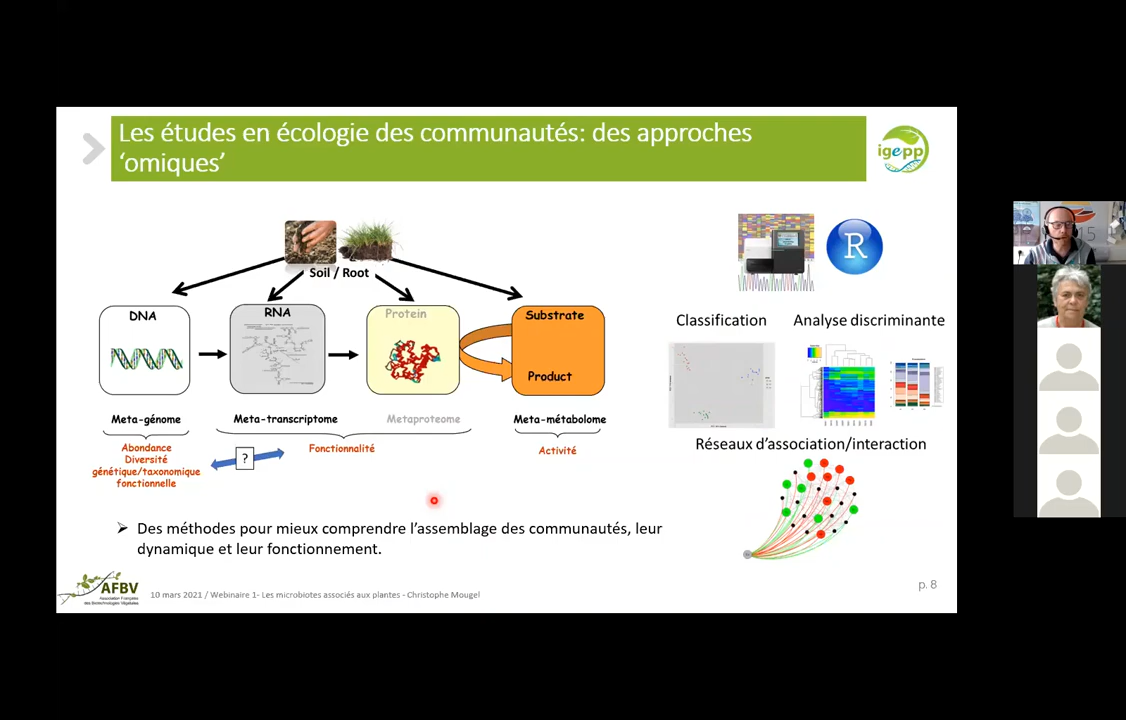 Les études en écologie des communautés: des approches
‘omiques’
igepp
Soil / Root
DNA
RNA
Protein
Substrate
Product
Meta-génome
Meta-transcriptome
Metaproteome
Meta-métabolome
Abondance
Diversité
génétique/taxonomique
fonctionnelle
?
Fonctionnalité
Activité
R
Classification
Analyse discriminante
Réseaux d’association/interaction
➢ Des méthodes pour mieux comprendre l’assemblage des communautés, leur
dynamique et leur fonctionnement.
AFBV
Association Française
des Biotechnologies Végétales
10 mars 2021 / Webinaire 1- Les microbiotes associés aux plantes - Christophe Mougel
p. 8